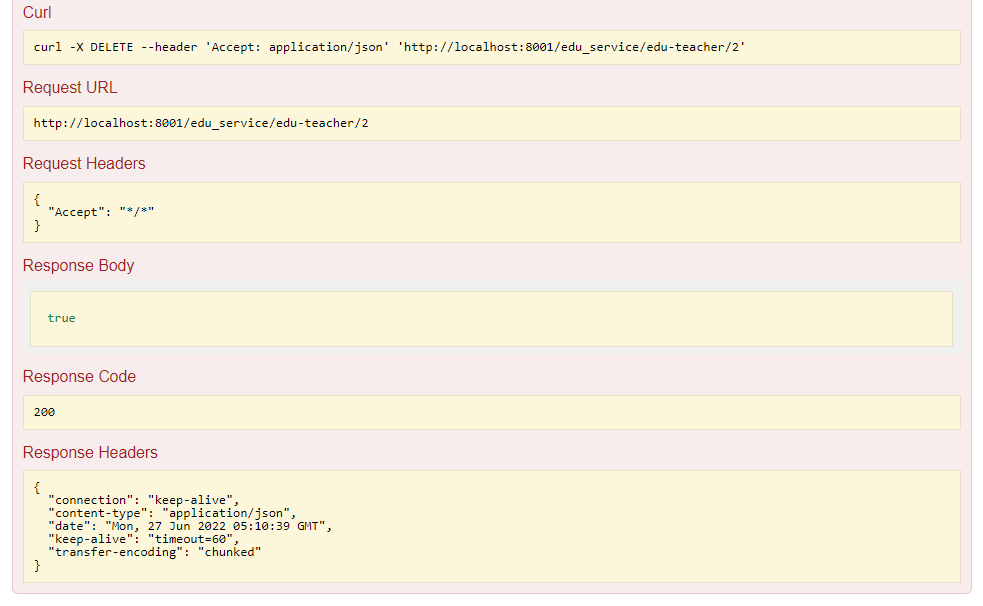 Curl
curl -X DELETE --header 'Accept: application/json' 'http://localhost:8001/edu_service/edu-teacher/2'
Request URL
http://localhost:8001/edu_service/edu-teacher/2
Request Headers
{
  "Accept": "*/*"
}
Response Body
true
Response Code
200
Response Headers
{
  "connection": "keep-alive",
  "content-type": "application/json",
  "date": "Mon, 27 Jun 2022 05:10:39 GMT",
  "keep-alive": "timeout=60",
  "transfer-encoding": "chunked"
}